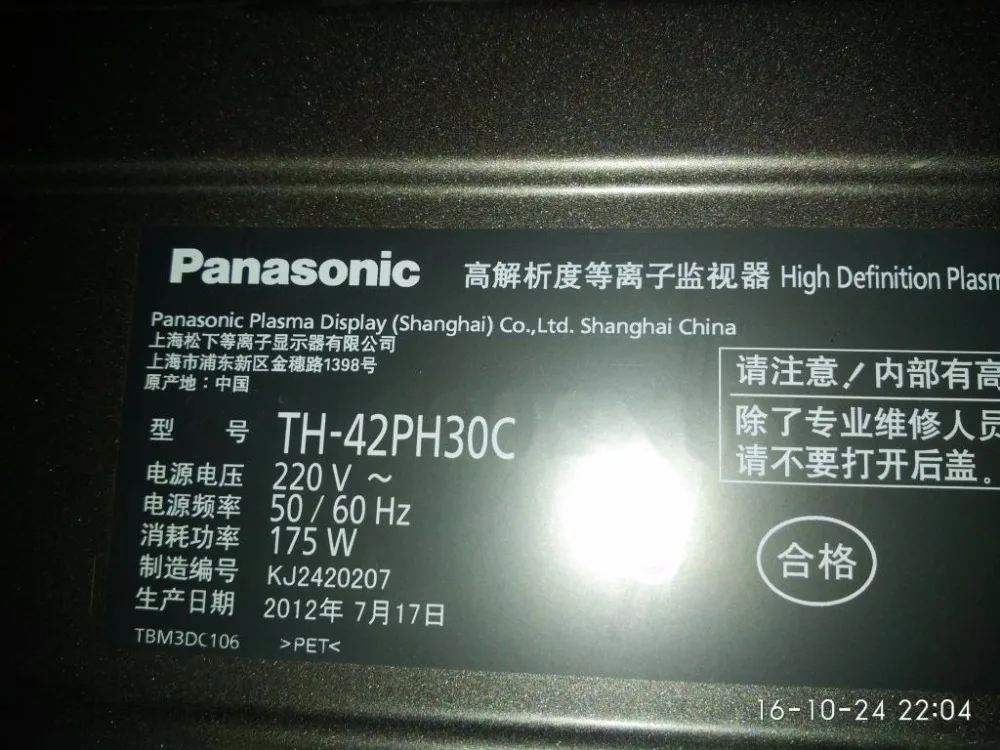 Panasonic 高解析度等离子监视器 High Definition Plasm
Panasonic Plasma Display (Shanghai) Co.,Ltd. Shanghai China
上海松下等离子显示器有限公司
上海市浦东新区金穗路1398号
原产地：中国
请注意！内部有高
除了专业维修人员
请不要打开后盖。
型 号 TH-42PH30C
电源电压 220 V ～
电源频率 50 / 60 Hz
消耗功率 175 W
制造编号 KJ2420207
生产日期 2012年 7月17日
合格
TBM3DC106 >PET<
16-10-24 22:04